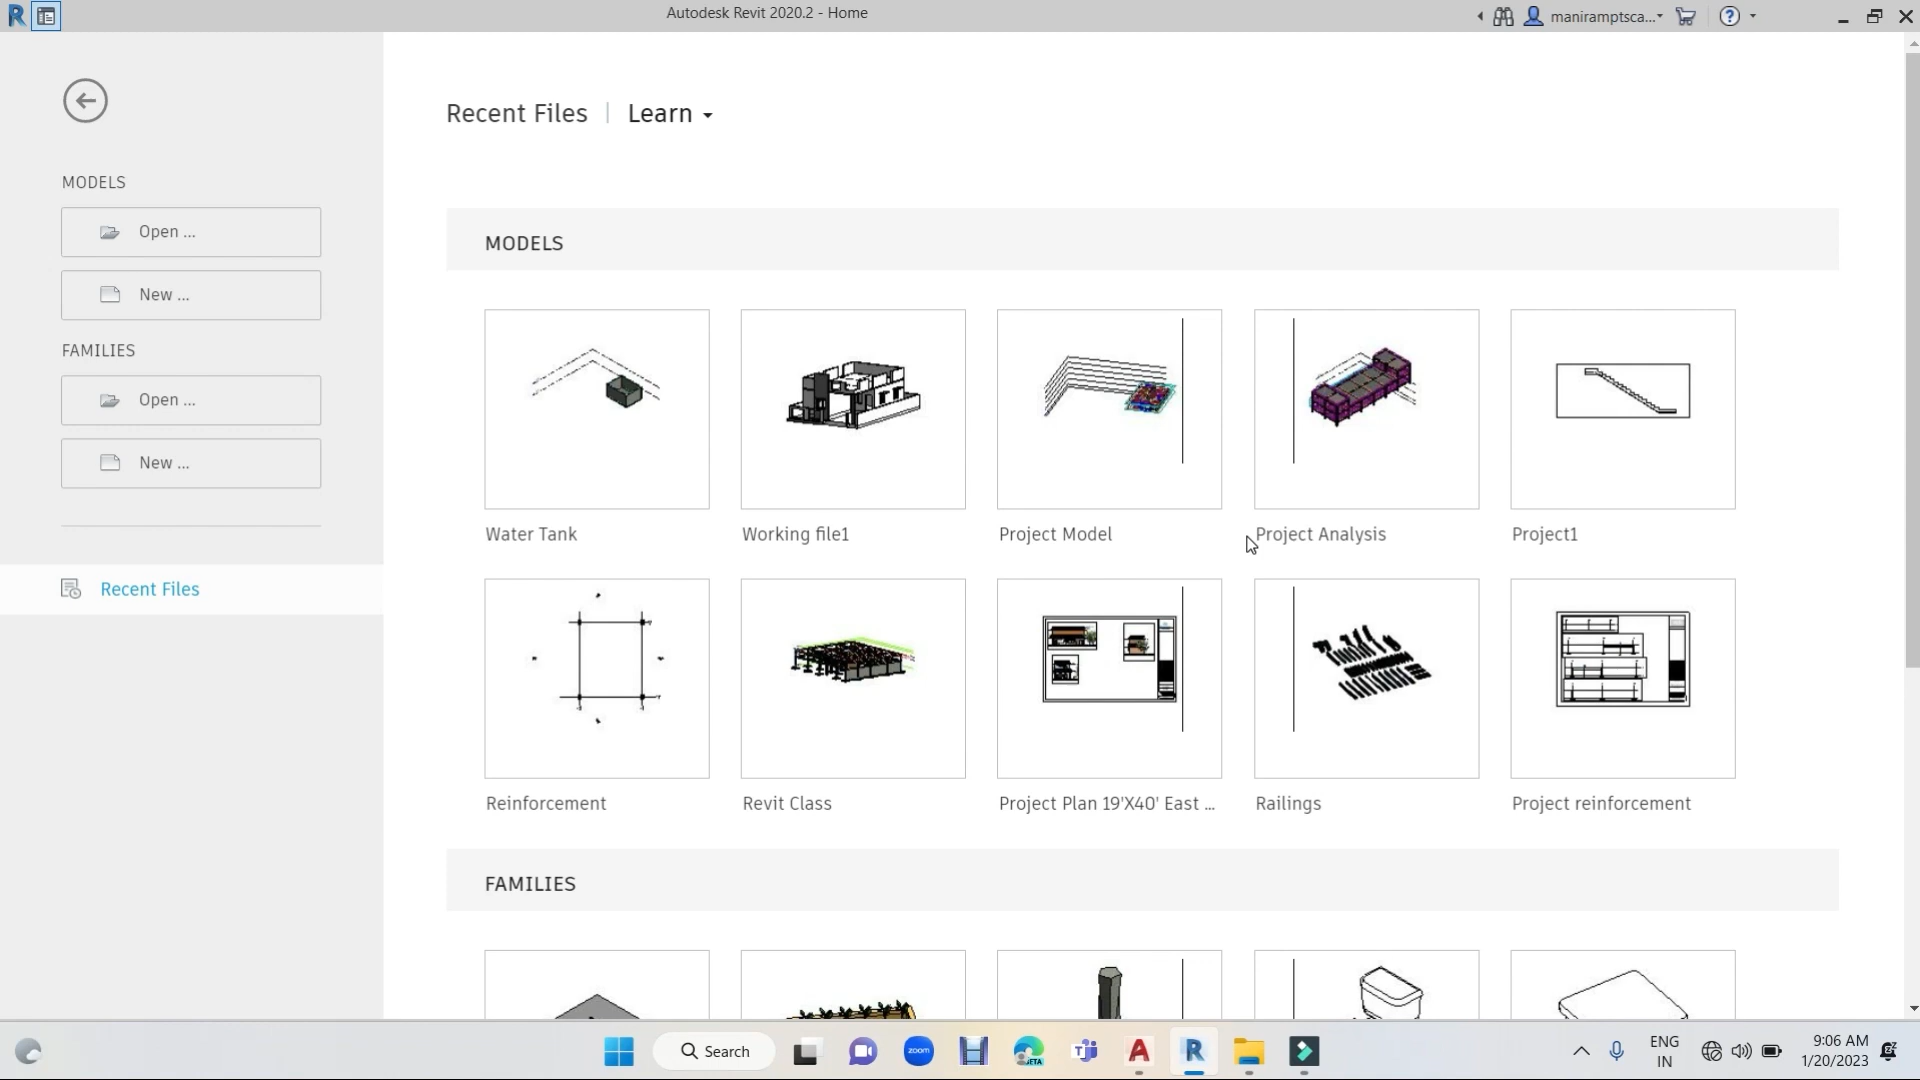 Autodesk Revit 2020.2 - Home
maniramptsca...
Recent Files | Learn
MODELS
Open ...
New ...
FAMILIES
Open ...
New ...
Recent Files
MODELS
Water Tank
Working file1
Project Model
Project Analysis
Project1
Reinforcement
Revit Class
Project Plan 19'X40' East ...
Railings
Project reinforcement
FAMILIES
Search
zoom
BETA
ENG
IN
9:06 AM
1/20/2023